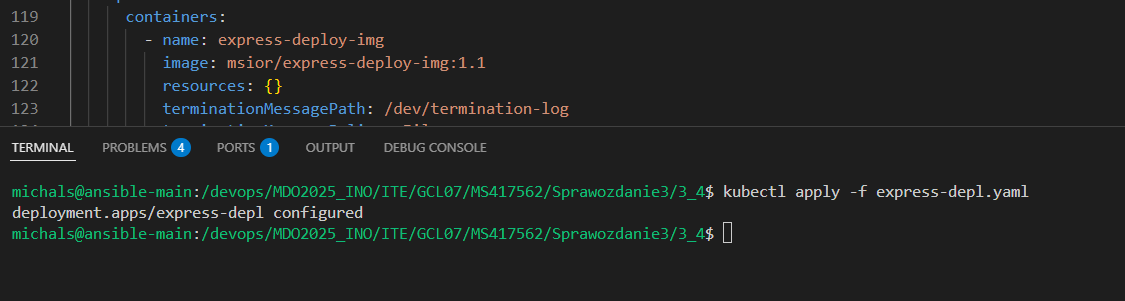 119 containers:
120 - name: express-deploy-img
121 image: msior/express-deploy-img:1.1
122 resources: {}
123 terminationMessagePath: /dev/termination-log
TERMINAL PROBLEMS 4 PORTS 1 OUTPUT DEBUG CONSOLE
michals@ansible-main:/devops/MDO2025_INO/ITE/GCL07/MS417562/Sprawozdanie3/3_4$ kubectl apply -f express-depl.yaml
deployment.apps/express-depl configured
michals@ansible-main:/devops/MDO2025_INO/ITE/GCL07/MS417562/Sprawozdanie3/3_4$